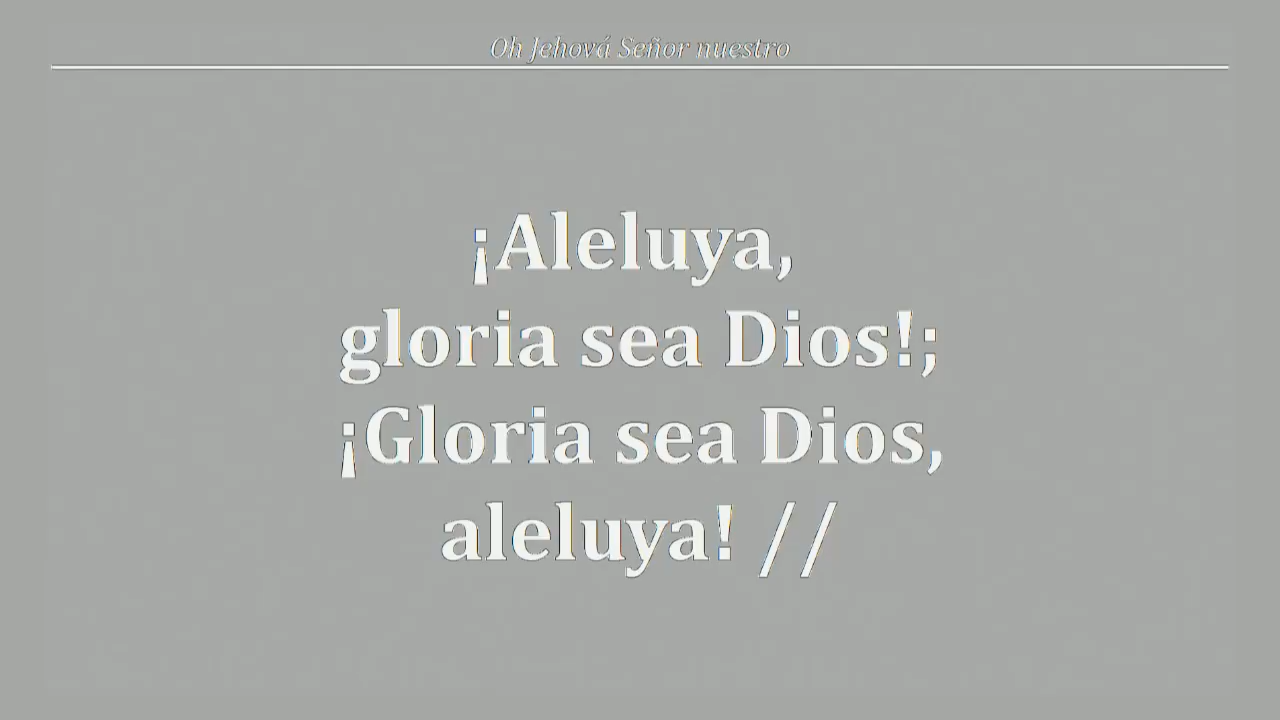 Oh Jehová Señor nuestro
¡Aleluya,
gloria sea Dios!;
¡Gloria sea Dios,
aleluya! //